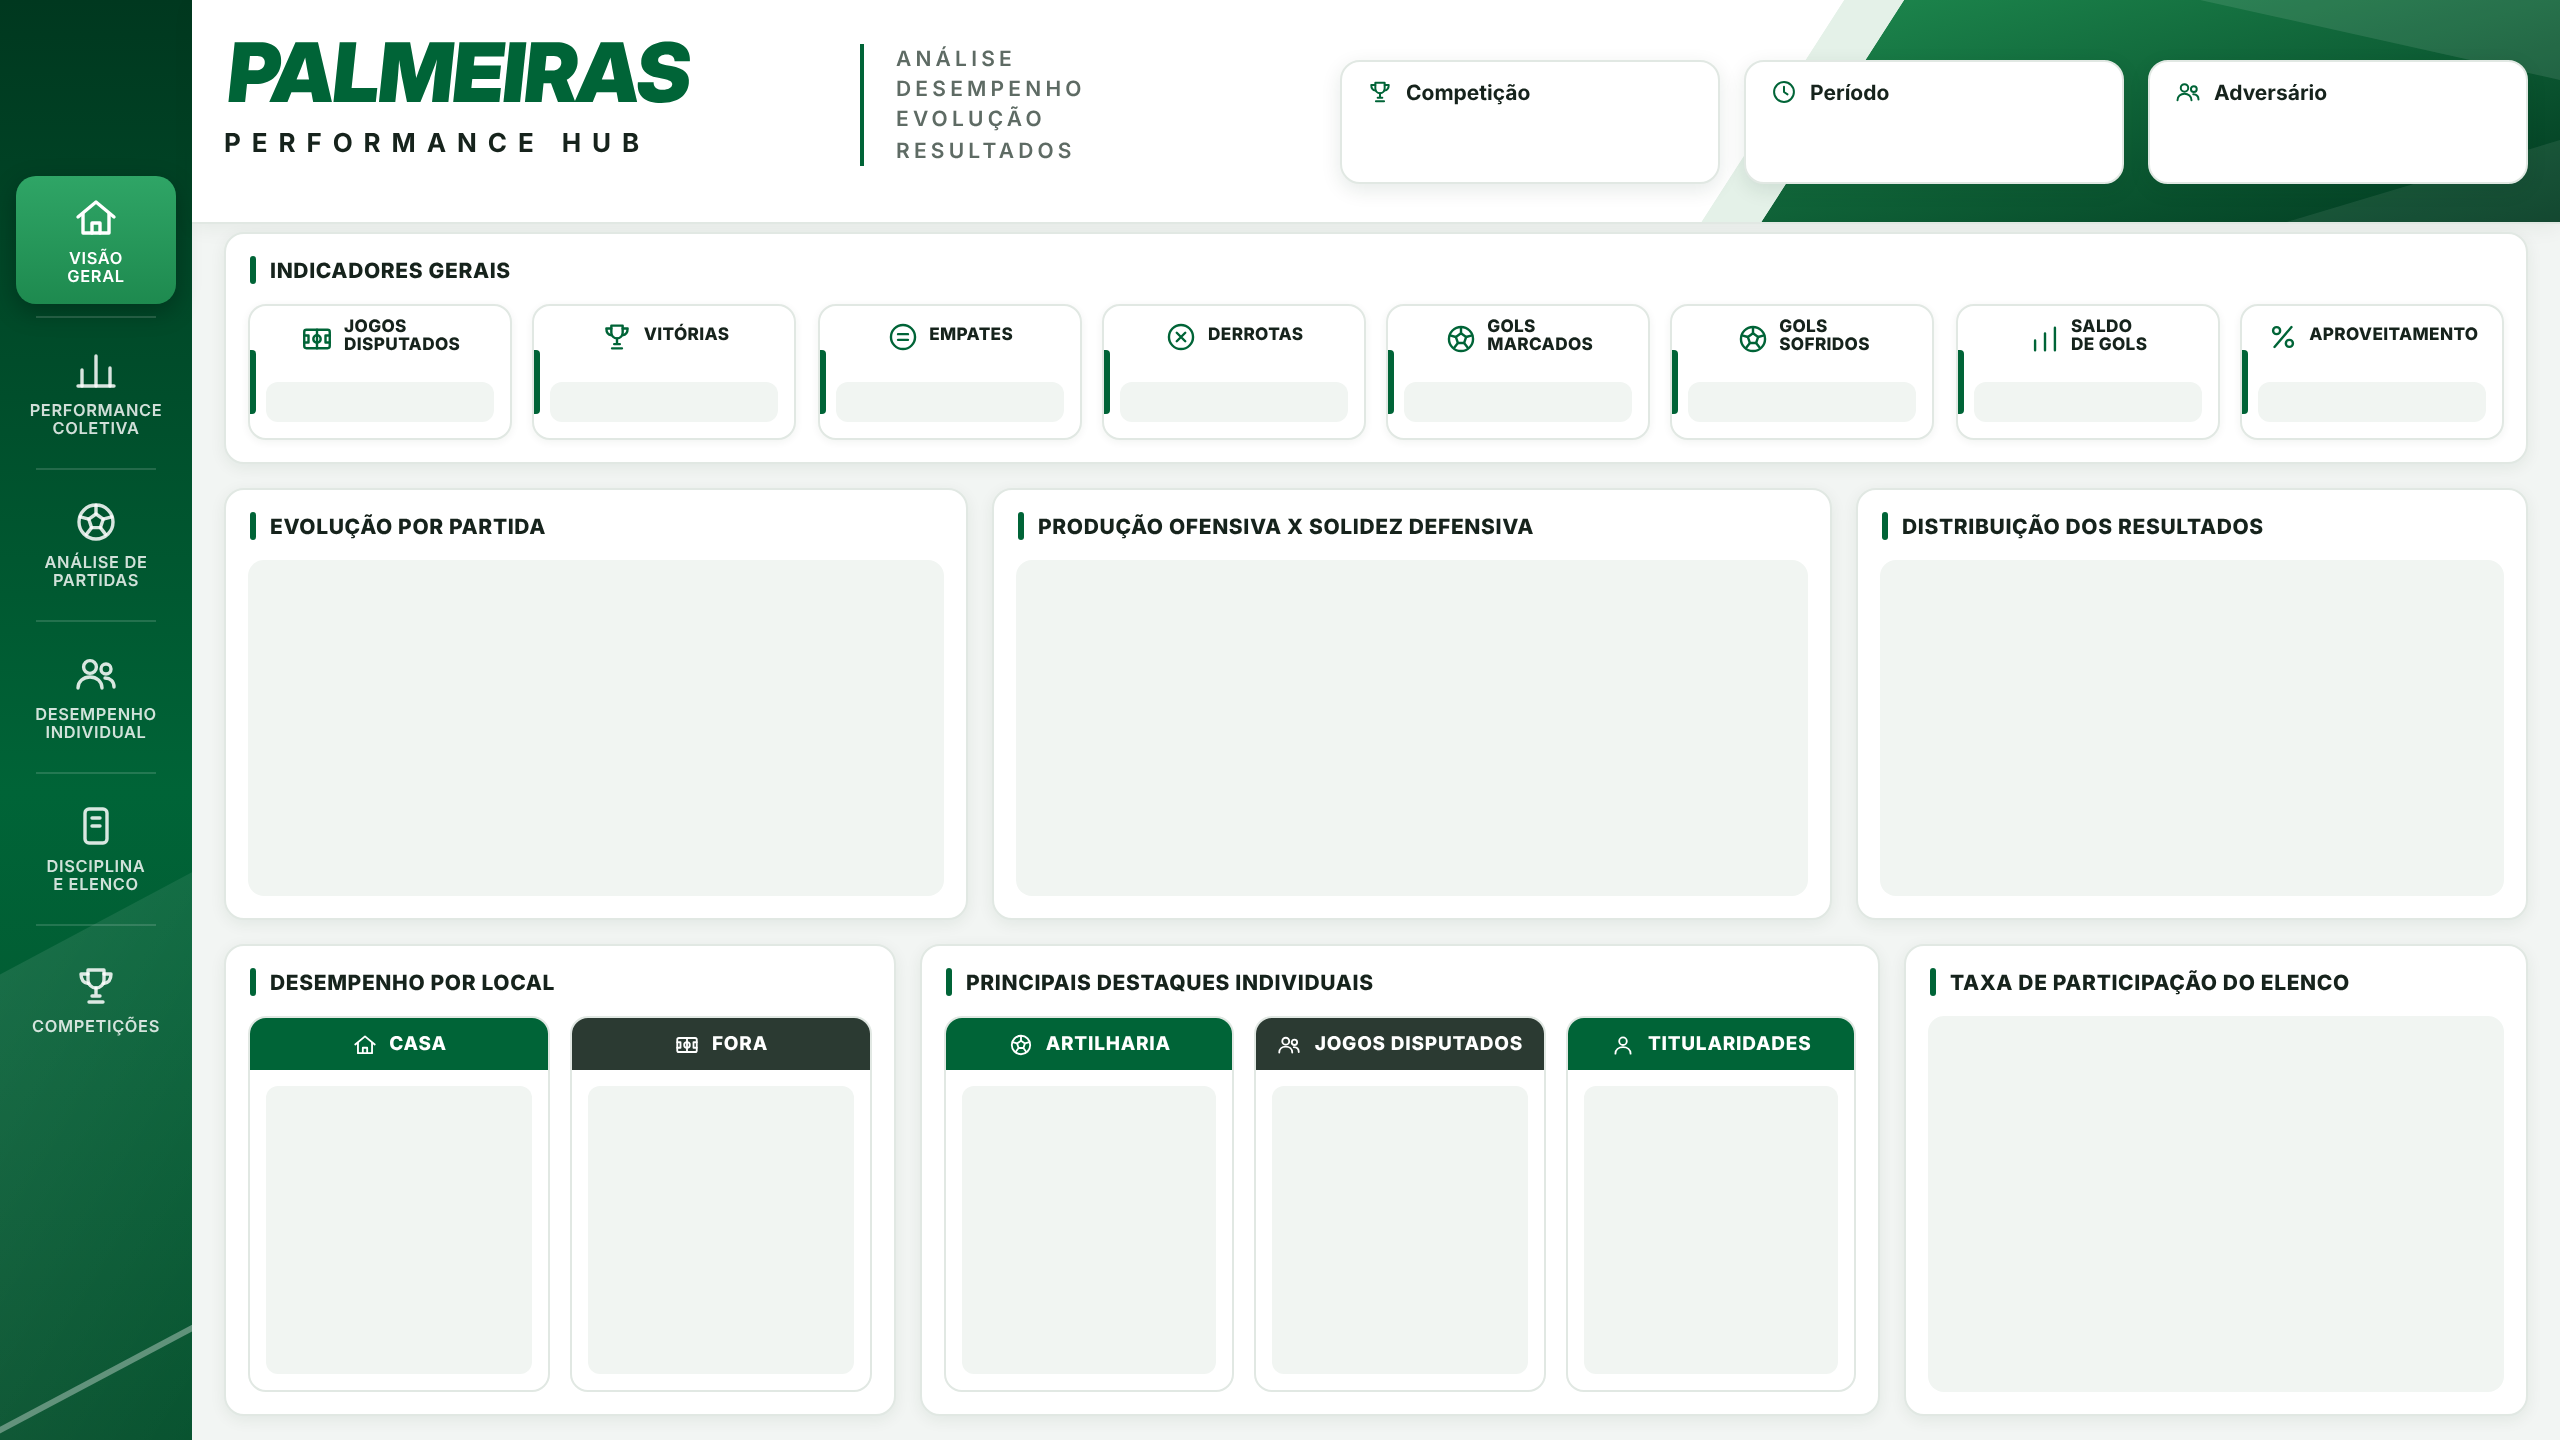 PALMEIRAS
PERFORMANCE HUB
ANÁLISE
DESEMPENHO
EVOLUÇÃO
RESULTADOS
Competição
Período
Adversário
VISÃO
GERAL
PERFORMANCE
COLETIVA
ANÁLISE DE
PARTIDAS
DESEMPENHO
INDIVIDUAL
DISCIPLINA
E ELENCO
COMPETIÇÕES
INDICADORES GERAIS
JOGOS
DISPUTADOS
VITÓRIAS
EMPATES
DERROTAS
GOLS
MARCADOS
GOLS
SOFRIDOS
SALDO
DE GOLS
APROVEITAMENTO
EVOLUÇÃO POR PARTIDA
PRODUÇÃO OFENSIVA X SOLIDEZ DEFENSIVA
DISTRIBUIÇÃO DOS RESULTADOS
DESEMPENHO POR LOCAL
CASA
FORA
PRINCIPAIS DESTAQUES INDIVIDUAIS
ARTILHARIA
JOGOS DISPUTADOS
TITULARIDADES
TAXA DE PARTICIPAÇÃO DO ELENCO